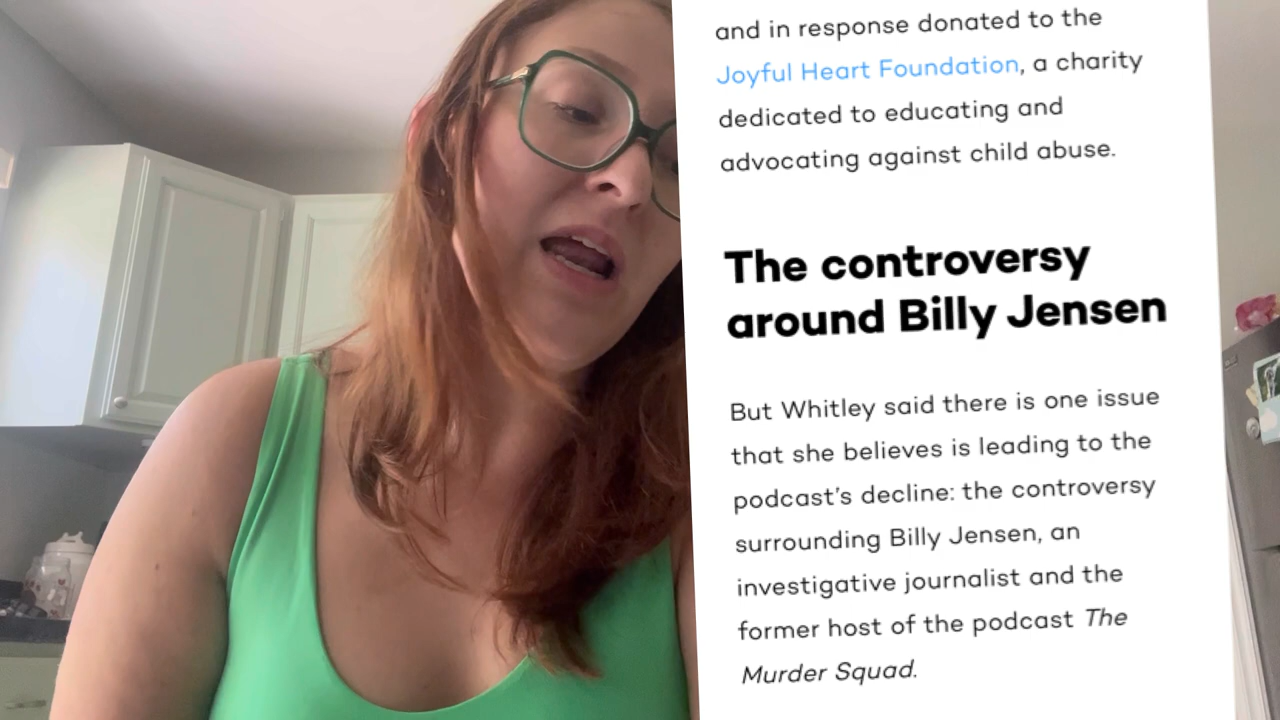 and in response donated to the
Joyful Heart Foundation, a charity
dedicated to educating and
advocating against child abuse.
The controversy
around Billy Jensen
But Whitley said there is one issue
that she believes is leading to the
podcast's decline: the controversy
surrounding Billy Jensen, an
investigative journalist and the
former host of the podcast The
Murder Squad.